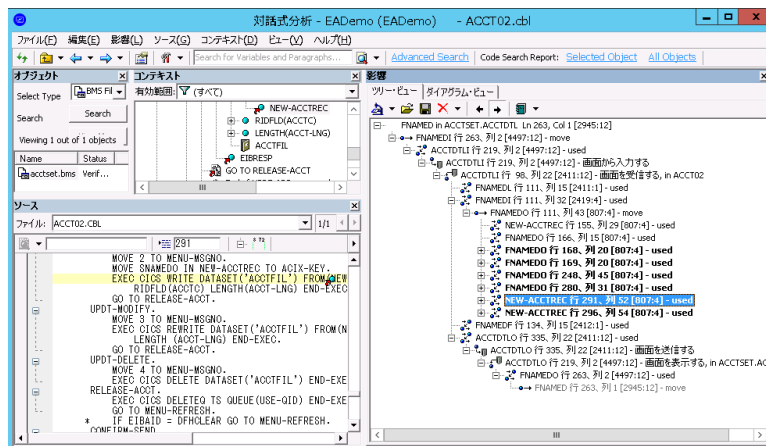 対話式分析 - EADemo (EADemo) - ACCT02.cbl
ファイル(F) 編集(E) 影響(L) ソース(G) コンテキスト(D) ビュー(V) ヘルプ(H)
Search for Variables and Paragraphs...
Advanced Search
Code Search Report: Selected Object All Objects
オブジェクト
Select Type BMS Fil
Search Search
Viewing 1 out of 1 objects
Name Status
acctset.bms Verif...
コンテキスト
有効範囲: (すべて)
NEW-ACCTREC
RIDFLD(ACCTC)
LENGTH(ACCT-LNG)
ACCTFIL
EIBRESP
GO TO RELEASE-ACCT
ソース
ファイル: ACCT02.CBL 1/1
291
MOVE 2 TO MENU-MSGNO.
MOVE SNAMEDO IN NEW-ACCTREC TO ACIX-KEY.
EXEC CICS WRITE DATASET('ACCTFIL') FROM(NEW
RIDFLD(ACCTC) LENGTH(ACCT-LNG) END-EXEC
GO TO RELEASE-ACCT.
UPDT-MODIFY.
MOVE 3 TO MENU-MSGNO.
EXEC CICS REWRITE DATASET('ACCTFIL') FROM(N
LENGTH (ACCT-LNG) END-EXEC.
GO TO RELEASE-ACCT.
UPDT-DELETE.
MOVE 4 TO MENU-MSGNO.
EXEC CICS DELETE DATASET('ACCTFIL') END-EXE
RELEASE-ACCT.
EXEC CICS DELETEQ TS QUEUE(USE-QID) END-EXE
GO TO MENU-REFRESH.
* IF EIBAID = DFHCLEAR GO TO MENU-REFRESH.
CONFIRM-SEND
影響
ツリー・ビュー ダイアグラム・ビュー
FNAMED in ACCTSET.ACCTDTL Ln 263, Col 1 [2945:12]
FNAMEDI 行 263、列 2 [4497:12] - move
ACCTDTLI 行 219、列 2 [4497:12] - used
ACCTDTLI 行 219、列 2 [4497:12] - 画面から入力する
ACCTDTLI 行 98、列 22 [2411:12] - 画面を受信する, in ACCT02
FNAMEDL 行 111、列 15 [2411:1] - used
FNAMEDI 行 111、列 32 [2419:4] - used
FNAMEDO 行 111、列 43 [807:4] - move
NEW-ACCTREC 行 155、列 29 [807:4] - used
FNAMEDO 行 166、列 15 [807:4] - used
FNAMEDO 行 168、列 20 [807:4] - used
FNAMEDO 行 169、列 20 [807:4] - used
FNAMEDO 行 248、列 45 [807:4] - used
FNAMEDO 行 280、列 31 [807:4] - used
NEW-ACCTREC 行 291、列 52 [807:4] - used
NEW-ACCTREC 行 296、列 54 [807:4] - used
FNAMEDF 行 134、列 15 [2412:1] - used
ACCTDTLO 行 335、列 22 [2411:12] - used
ACCTDTLO 行 335、列 22 [2411:12] - 画面を送信する
ACCTDTLO 行 219、列 2 [4497:12] - 画面を表示する, in ACCTSET.AC
FNAMEDO 行 263、列 2 [4497:12] - used
FNAMED 行 263、列 1 [2945:12] - move